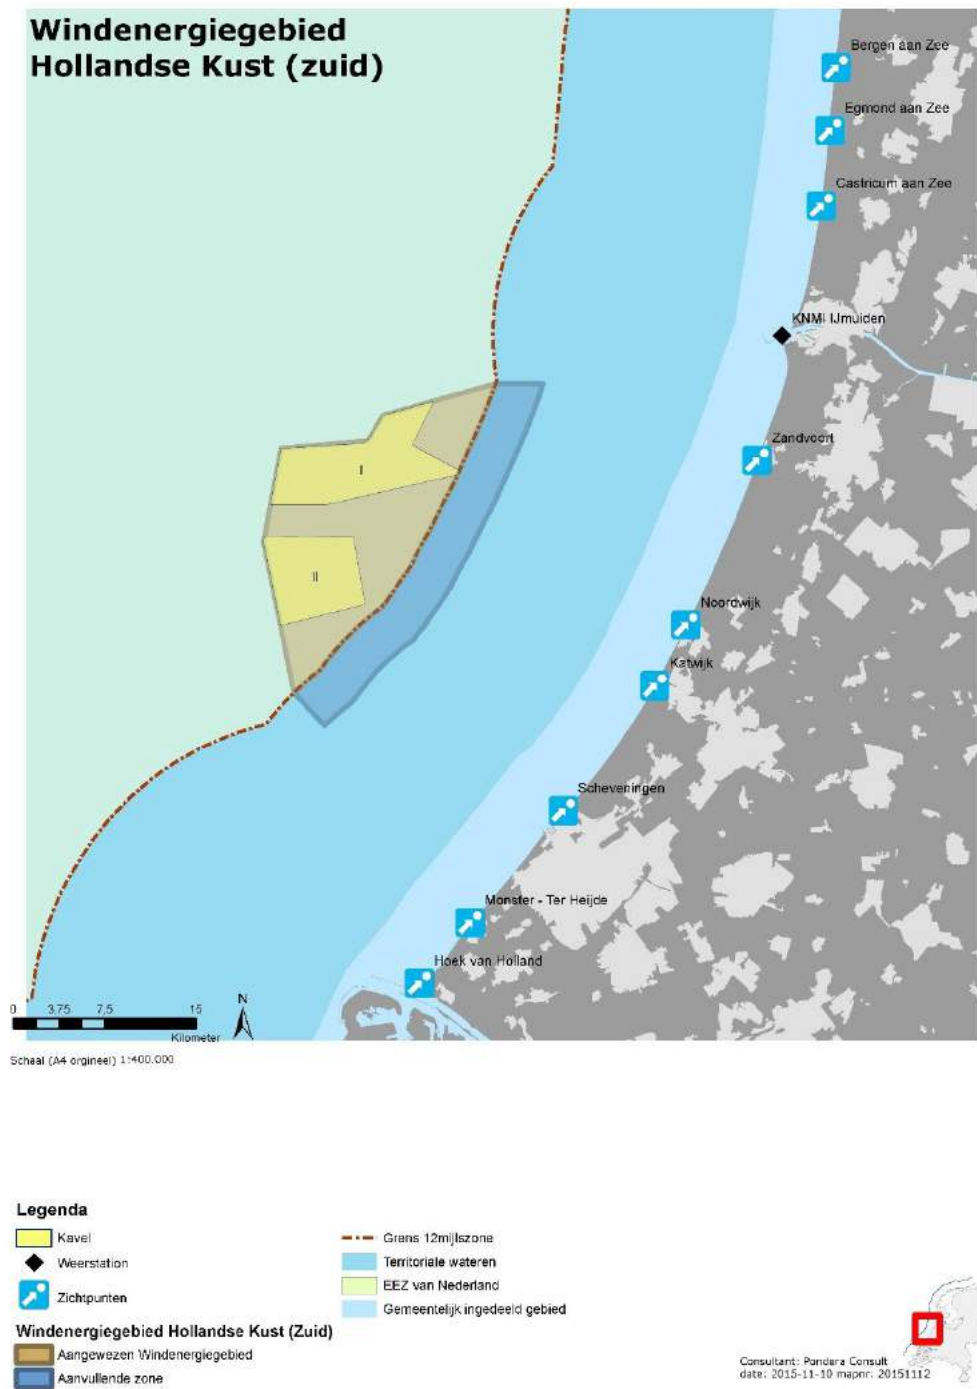 Windenergiegebied
Hollandse Kust (zuid)
Bergen aan Zee
Egmond aan Zee
Castricum aan Zee
KNMI IJmuiden
Zandvoort
I
II
Noordwijk
Katwijk
Scheveningen
Monster - Ter Heijde
Hoek van Holland
0 3,75 7,5 15
Kilometer
N
Schaal (A4 orgineel) 1:400.000
Legenda
Kavel
Weerstation
Zichtpunten
Windenergiegebied Hollandse Kust (Zuid)
Aangewezen Windenergiegebied
Aanvullende zone
Grens 12mijlszone
Territoriale wateren
EEZ van Nederland
Gemeentelijk ingedeeld gebied
Consultant: Pondera Consult
date: 2015-11-10 mapnr: 20151112